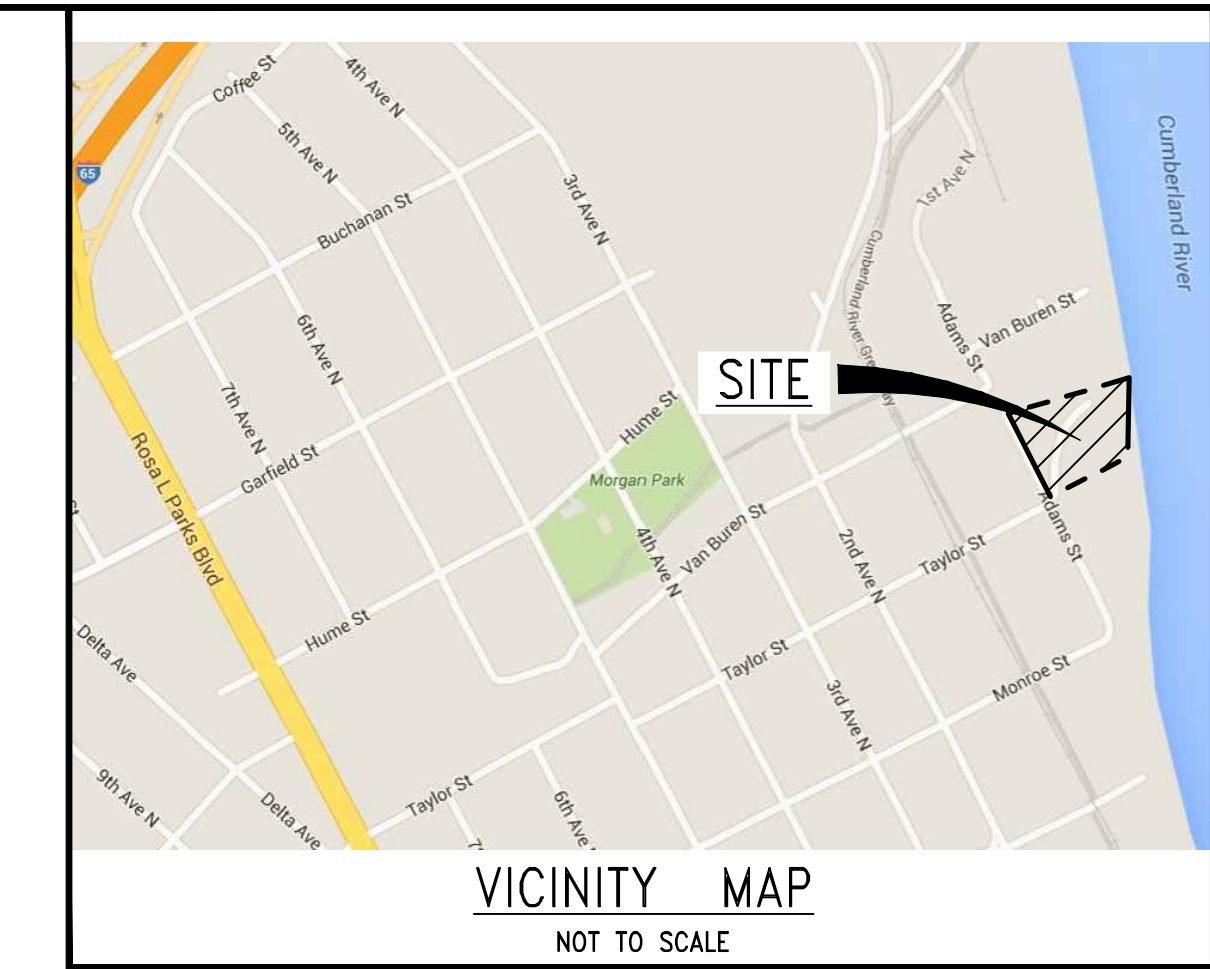 Coffee St
4th Ave N
65
5th Ave N
Cumberland River
3rd Ave N
1st Ave N
Buchanan St
Cumberland River Gre
way
Adams St
Van Buren St
6th Ave N
SITE
7th Ave N
Hume St
Rosa L Parks Blvd
Garfield St
Morgan Park
Adams St
Van Buren St
4th Ave N
2nd Ave N
Taylor St
Hume St
Delta Ave
Taylor St
Monroe St
3rd Ave N
9th Ave N
Delta Ave
Taylor St
6th Ave
VICINITY MAP
NOT TO SCALE